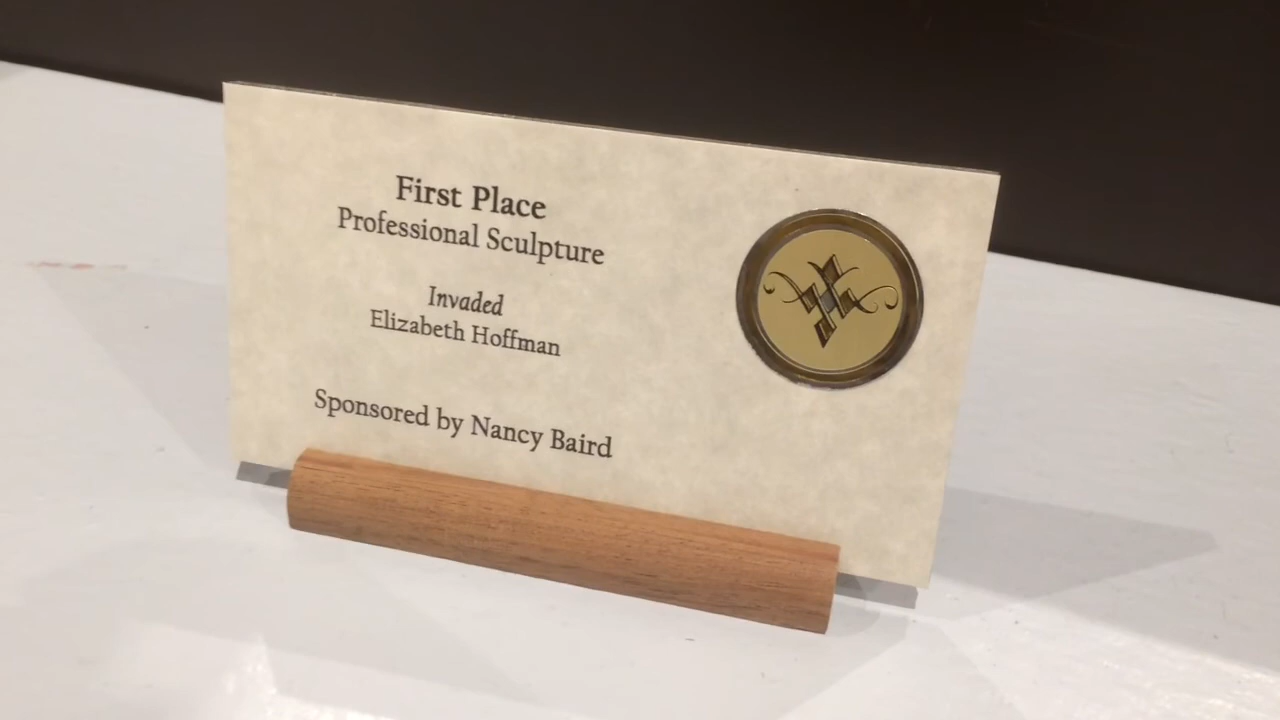 First Place
Professional Sculpture
Invaded
Elizabeth Hoffman
Sponsored by Nancy Baird